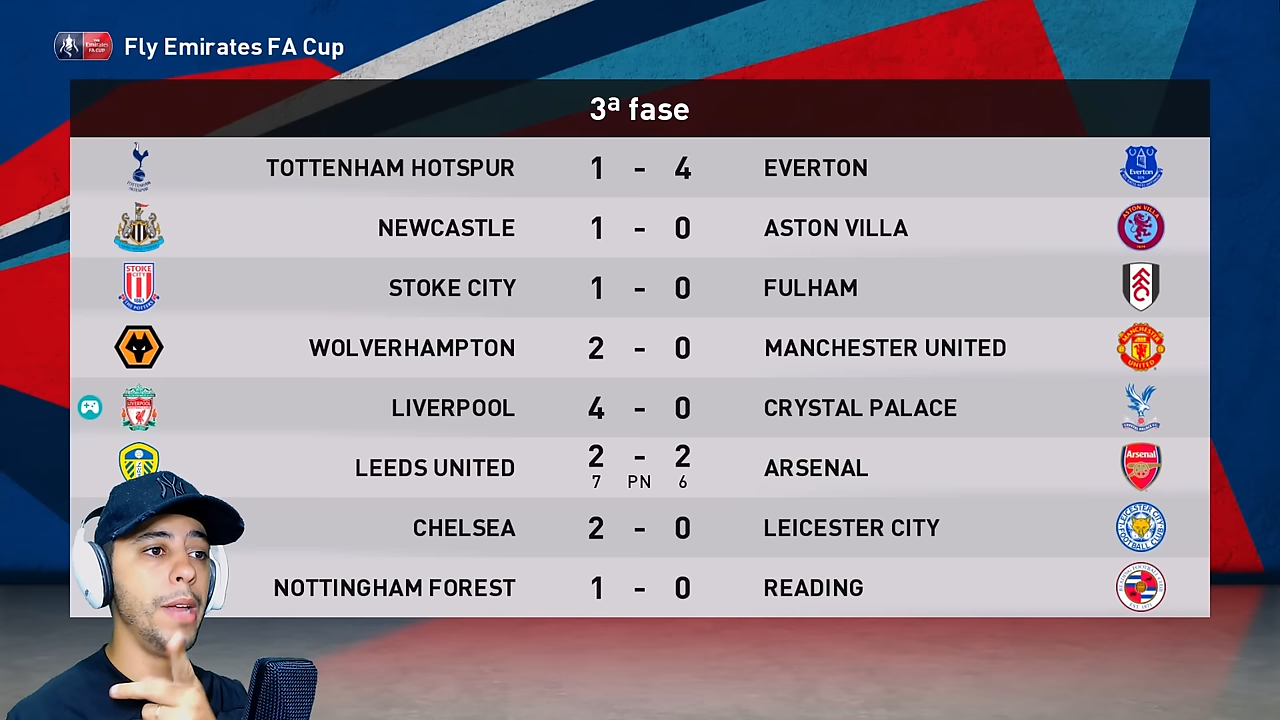 Fly Emirates FA Cup
3ª fase
TOTTENHAM HOTSPUR 1 - 4 EVERTON
NEWCASTLE 1 - 0 ASTON VILLA
STOKE CITY 1 - 0 FULHAM
WOLVERHAMPTON 2 - 0 MANCHESTER UNITED
LIVERPOOL 4 - 0 CRYSTAL PALACE
LEEDS UNITED 2 - 2 ARSENAL
7 PN 6
CHELSEA 2 - 0 LEICESTER CITY
NOTTINGHAM FOREST 1 - 0 READING